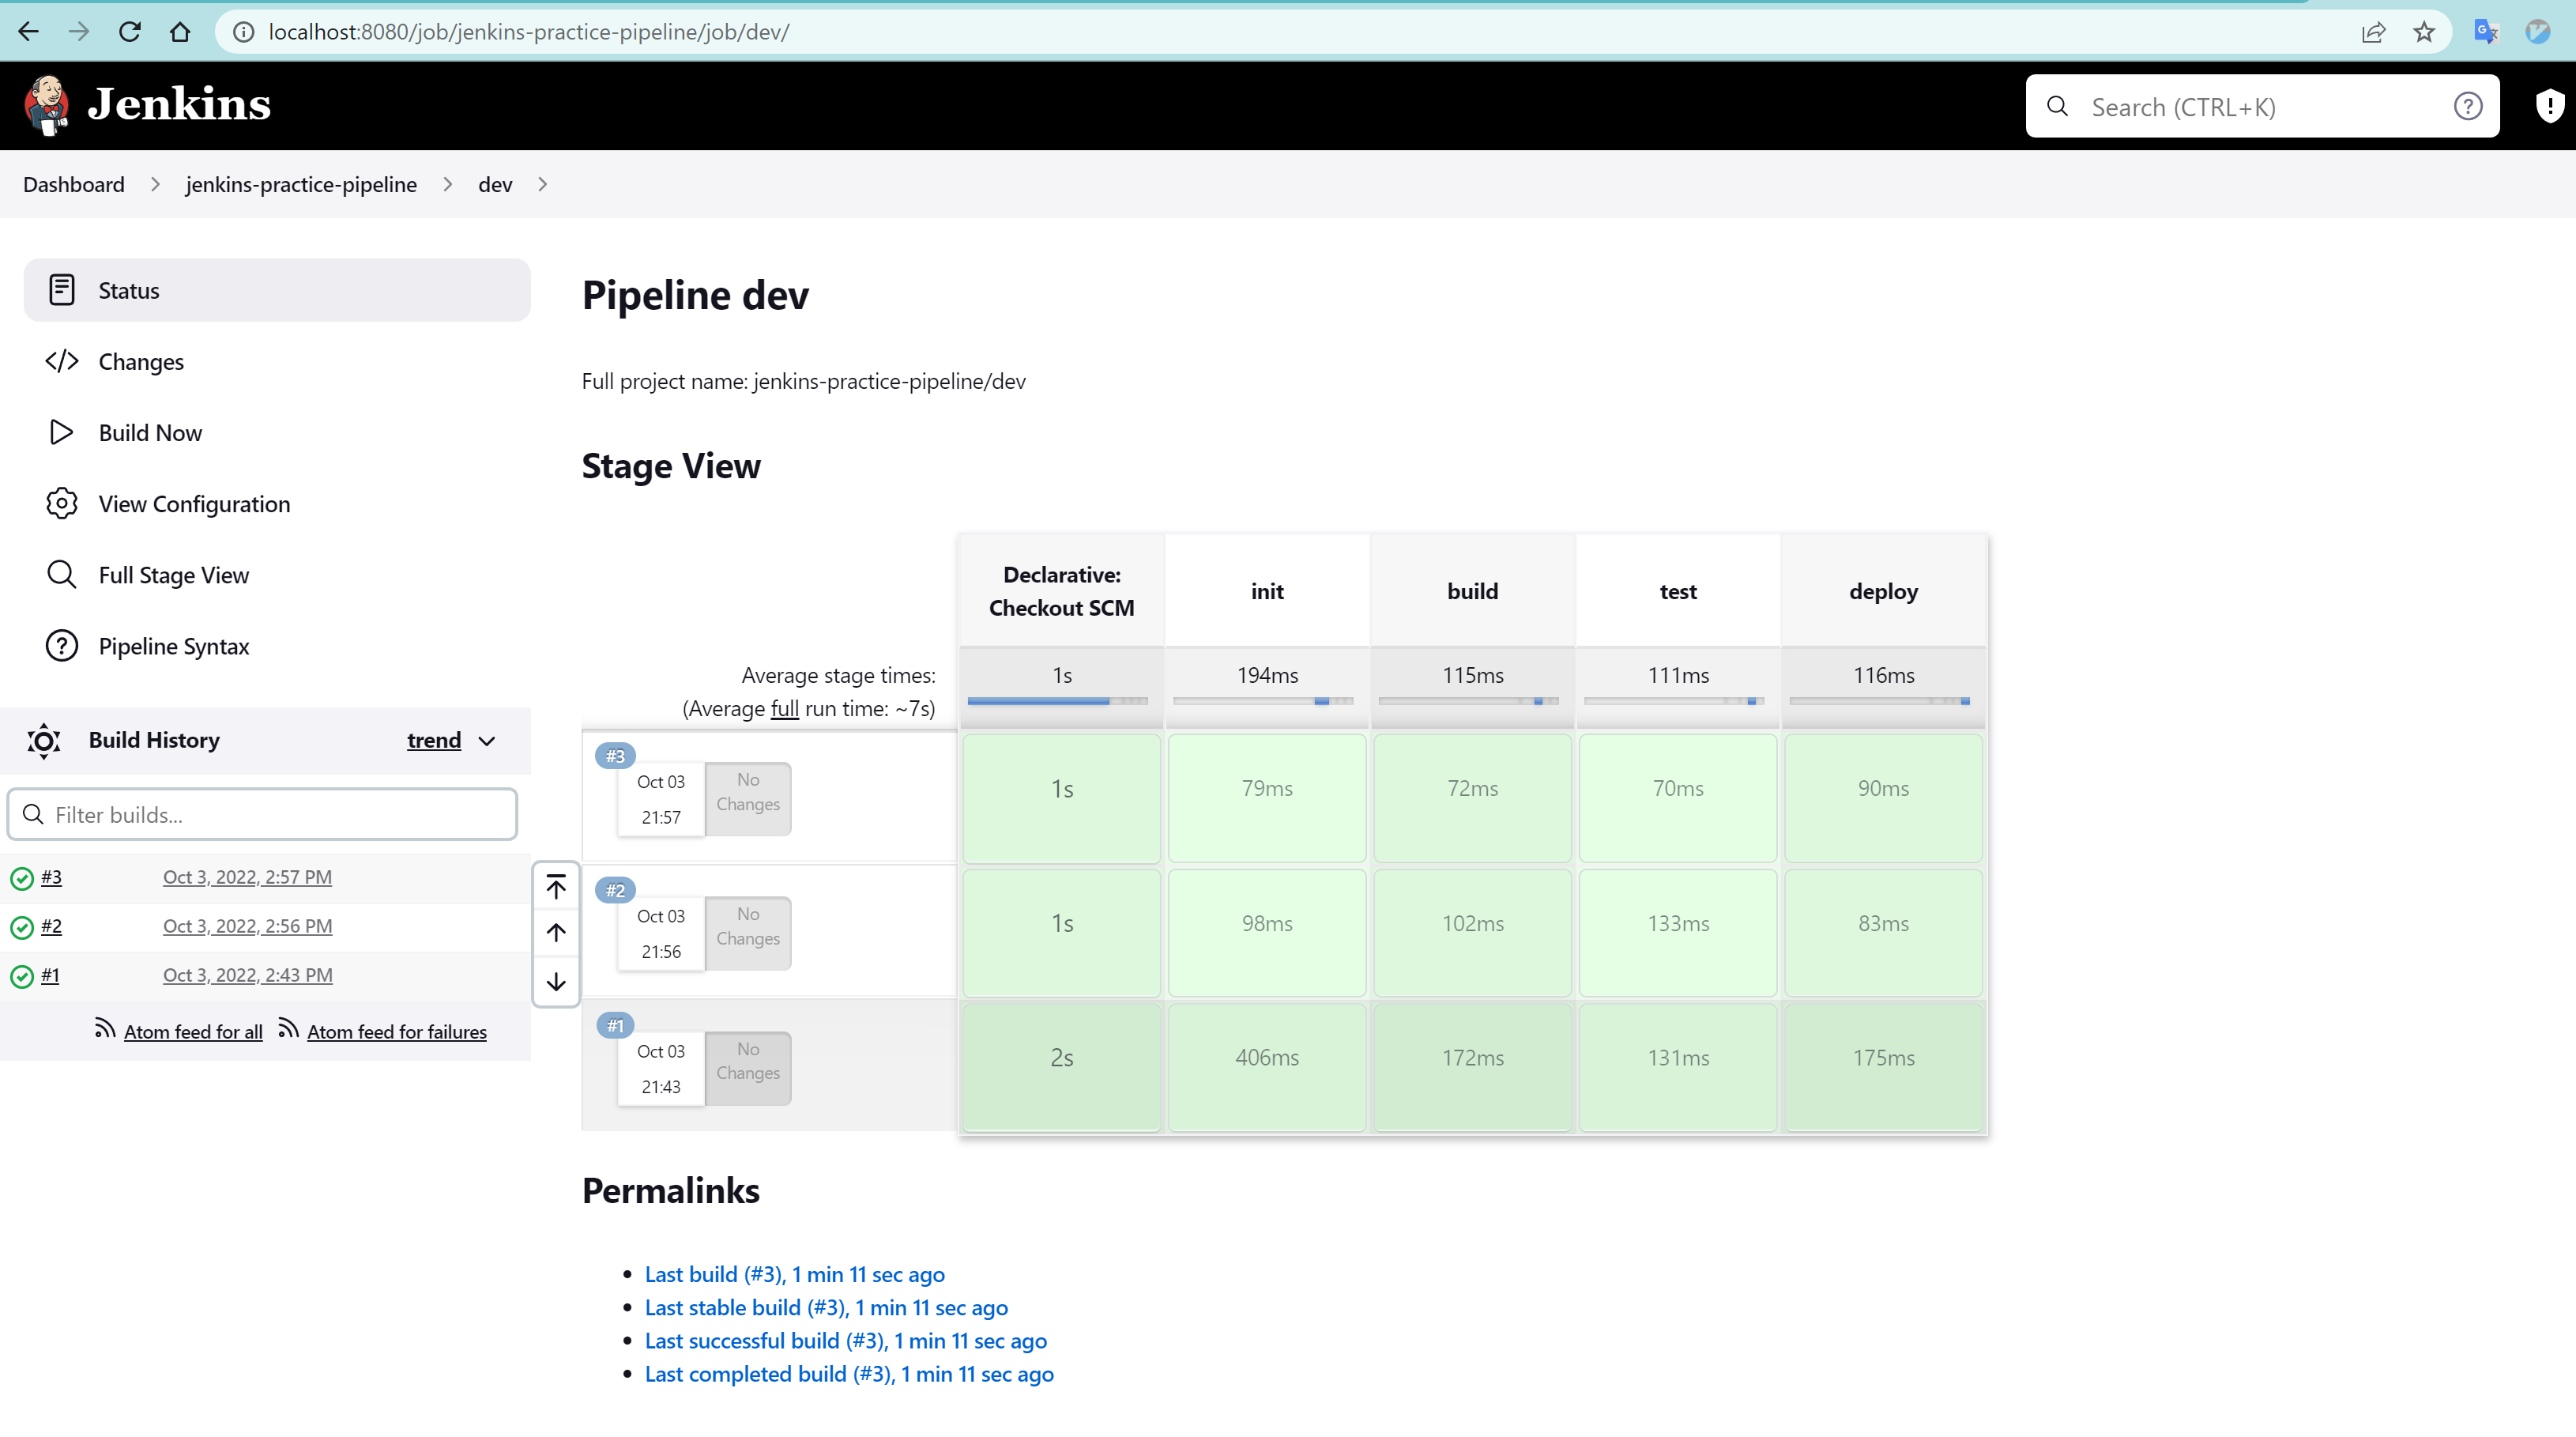 localhost:8080/job/jenkins-practice-pipeline/job/dev/
Jenkins
Search (CTRL+K)
Dashboard
jenkins-practice-pipeline
dev
Status
Changes
Build Now
View Configuration
Full Stage View
Pipeline Syntax
Build History
trend
Filter builds...
#3
Oct 3, 2022, 2:57 PM
#2
Oct 3, 2022, 2:56 PM
#1
Oct 3, 2022, 2:43 PM
Atom feed for all
Atom feed for failures
Pipeline dev
Full project name: jenkins-practice-pipeline/dev
Stage View
Declarative:
Checkout SCM
init
build
test
deploy
Average stage times:
(Average full run time: ~7s)
1s
194ms
115ms
111ms
116ms
#3
Oct 03
21:57
No
Changes
1s
79ms
72ms
70ms
90ms
#2
Oct 03
21:56
No
Changes
1s
98ms
102ms
133ms
83ms
#1
Oct 03
21:43
No
Changes
2s
406ms
172ms
131ms
175ms
Permalinks
Last build (#3), 1 min 11 sec ago
Last stable build (#3), 1 min 11 sec ago
Last successful build (#3), 1 min 11 sec ago
Last completed build (#3), 1 min 11 sec ago